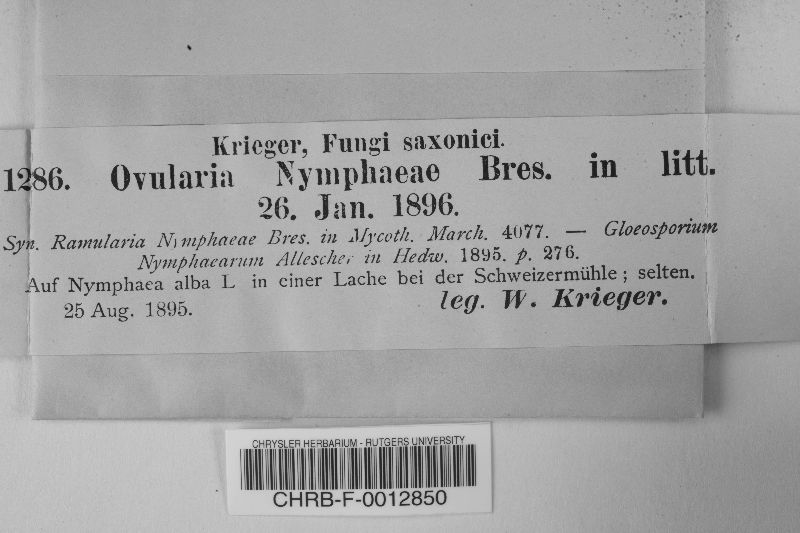 Krieger, Fungi saxonici.
1286. Ovularia Nymphaeae Bres. in litt.
26. Jan. 1896.
Syn. Ramularia Nymphaeae Bres. in Mycoth. March. 4077. — Gloeosporium
Nymphaearum Allescher in Hedw. 1895. p. 276.
Auf Nymphaea alba L in einer Lache bei der Schweizermühle; selten.
25 Aug. 1895. leg. W. Krieger.
CHRYSLER HERBARIUM - RUTGERS UNIVERSITY
CHRB-F-0012850